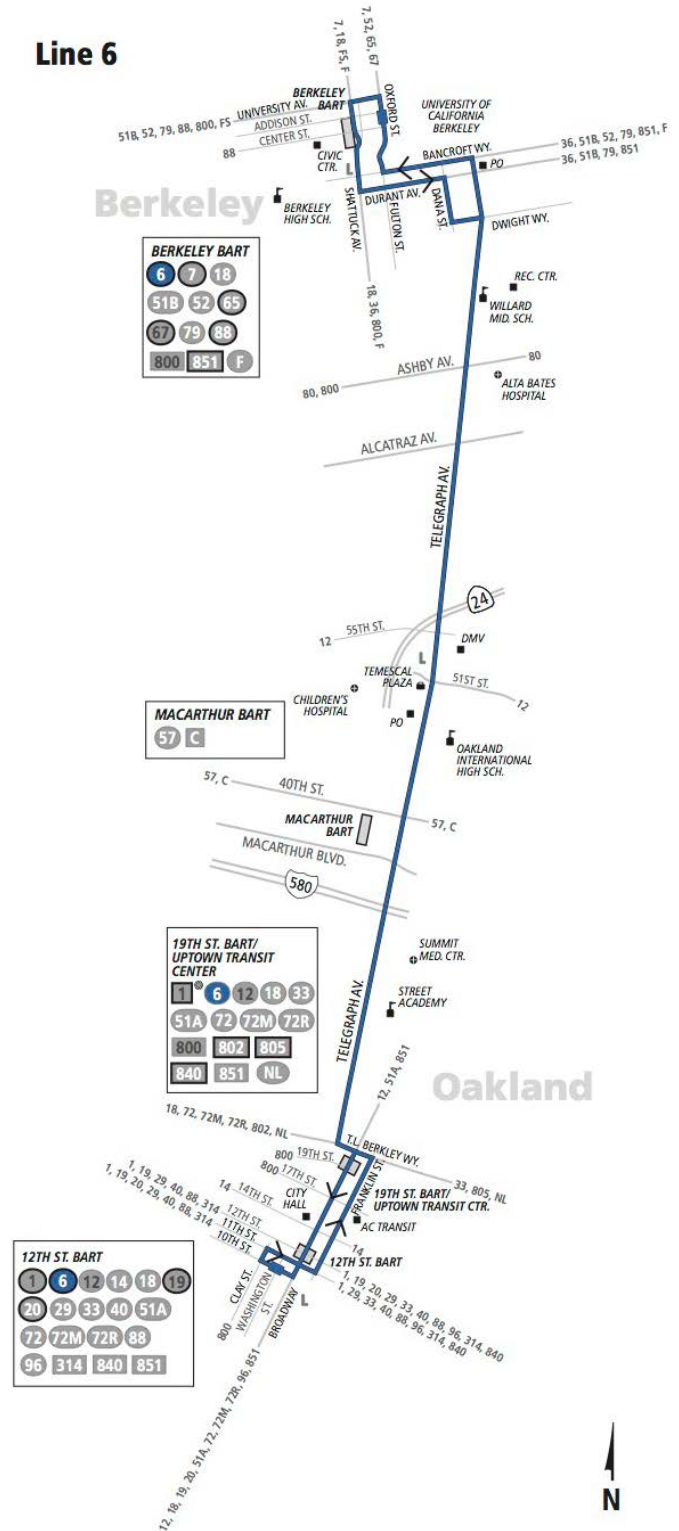 Line 6
7, 18, FS, F
7, 52, 65, 67
BERKELEY
BART
UNIVERSITY AV.
ADDISON ST.
CENTER ST.
51B, 52, 79, 88, 800, FS
88
OXFORD ST.
UNIVERSITY OF
CALIFORNIA
BERKELEY
CIVIC
CTR.
L
BANCROFT WY.
36, 51B, 52, 79, 851, F
PO
36, 51B, 79, 851
Berkeley
BERKELEY
HIGH SCH.
SHATTUCK AV.
DURANT AV.
FULTON ST.
DANA ST.
DWIGHT WY.
18, 36, 800, F
BERKELEY BART
6 7 18
51B 52 65
67 79 88
800 851 F
REC. CTR.
WILLARD
MID. SCH.
ASHBY AV.
80
80, 800
ALTA BATES
HOSPITAL
ALCATRAZ AV.
TELEGRAPH AV.
24
55TH ST.
12
DMV
L
TEMESCAL
PLAZA
51ST ST.
12
CHILDREN'S
HOSPITAL
PO
OAKLAND
INTERNATIONAL
HIGH SCH.
MACARTHUR BART
57 C
57, C
40TH ST.
57, C
MACARTHUR
BART
MACARTHUR BLVD.
580
19TH ST. BART/
UPTOWN TRANSIT
CENTER
1 6 12 18 33
51A 72 72M 72R
800 802 805
840 851 NL
SUMMIT
MED. CTR.
STREET
ACADEMY
TELEGRAPH AV.
Oakland
12, 51A, 851
18, 72, 72M, 72R, 802, NL
T.L. BERKLEY WY.
800
19TH ST.
800
17TH ST.
33, 805, NL
FRANKLIN ST.
19TH ST. BART/
UPTOWN TRANSIT CTR.
14
14TH ST.
CITY
HALL
AC TRANSIT
1, 19, 29, 40, 88, 314
12TH ST.
1, 19, 20, 29, 40, 88, 314
11TH ST.
10TH ST.
14
12TH ST. BART
1, 19, 20, 29, 33, 40, 88, 96, 314, 840
1, 29, 33, 40, 88, 96, 314, 840
CLAY ST.
WASHINGTON
ST.
800
BROADWAY
L
12, 18, 19, 20, 51A, 72, 72M, 72R, 96, 851
12TH ST. BART
1 6 12 14 18 19
20 29 33 40 51A
72 72M 72R 88
96 314 840 851
N